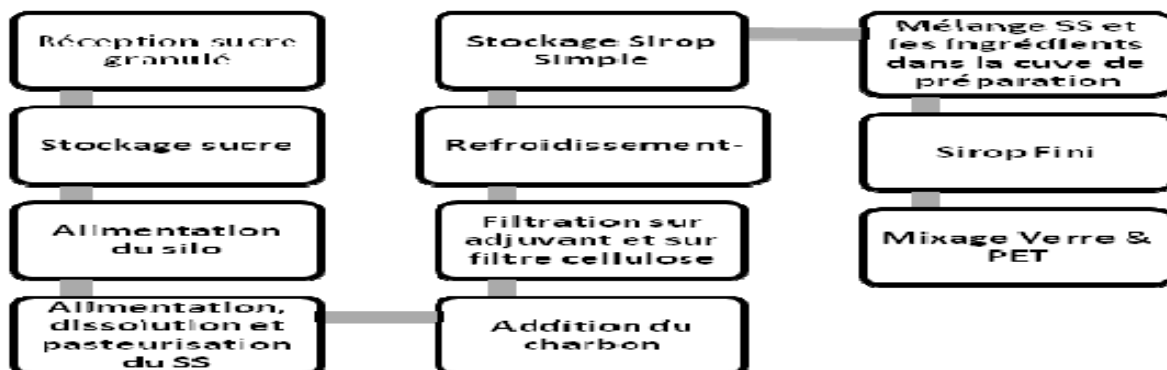 Réception sucre
granulé
Stockage sucre
Alimentation
du silo
Alimentation,
dissolution et
pasteurisation
du SS
Addition du
charbon
Filtration sur
adjuvant et sur
filtre cellulose
Refroidissement-
Stockage Sirop
Simple
Mélange SS et
les ingrédients
dans la cuve de
préparation
Sirop Fini
Mixage Verre &
PET